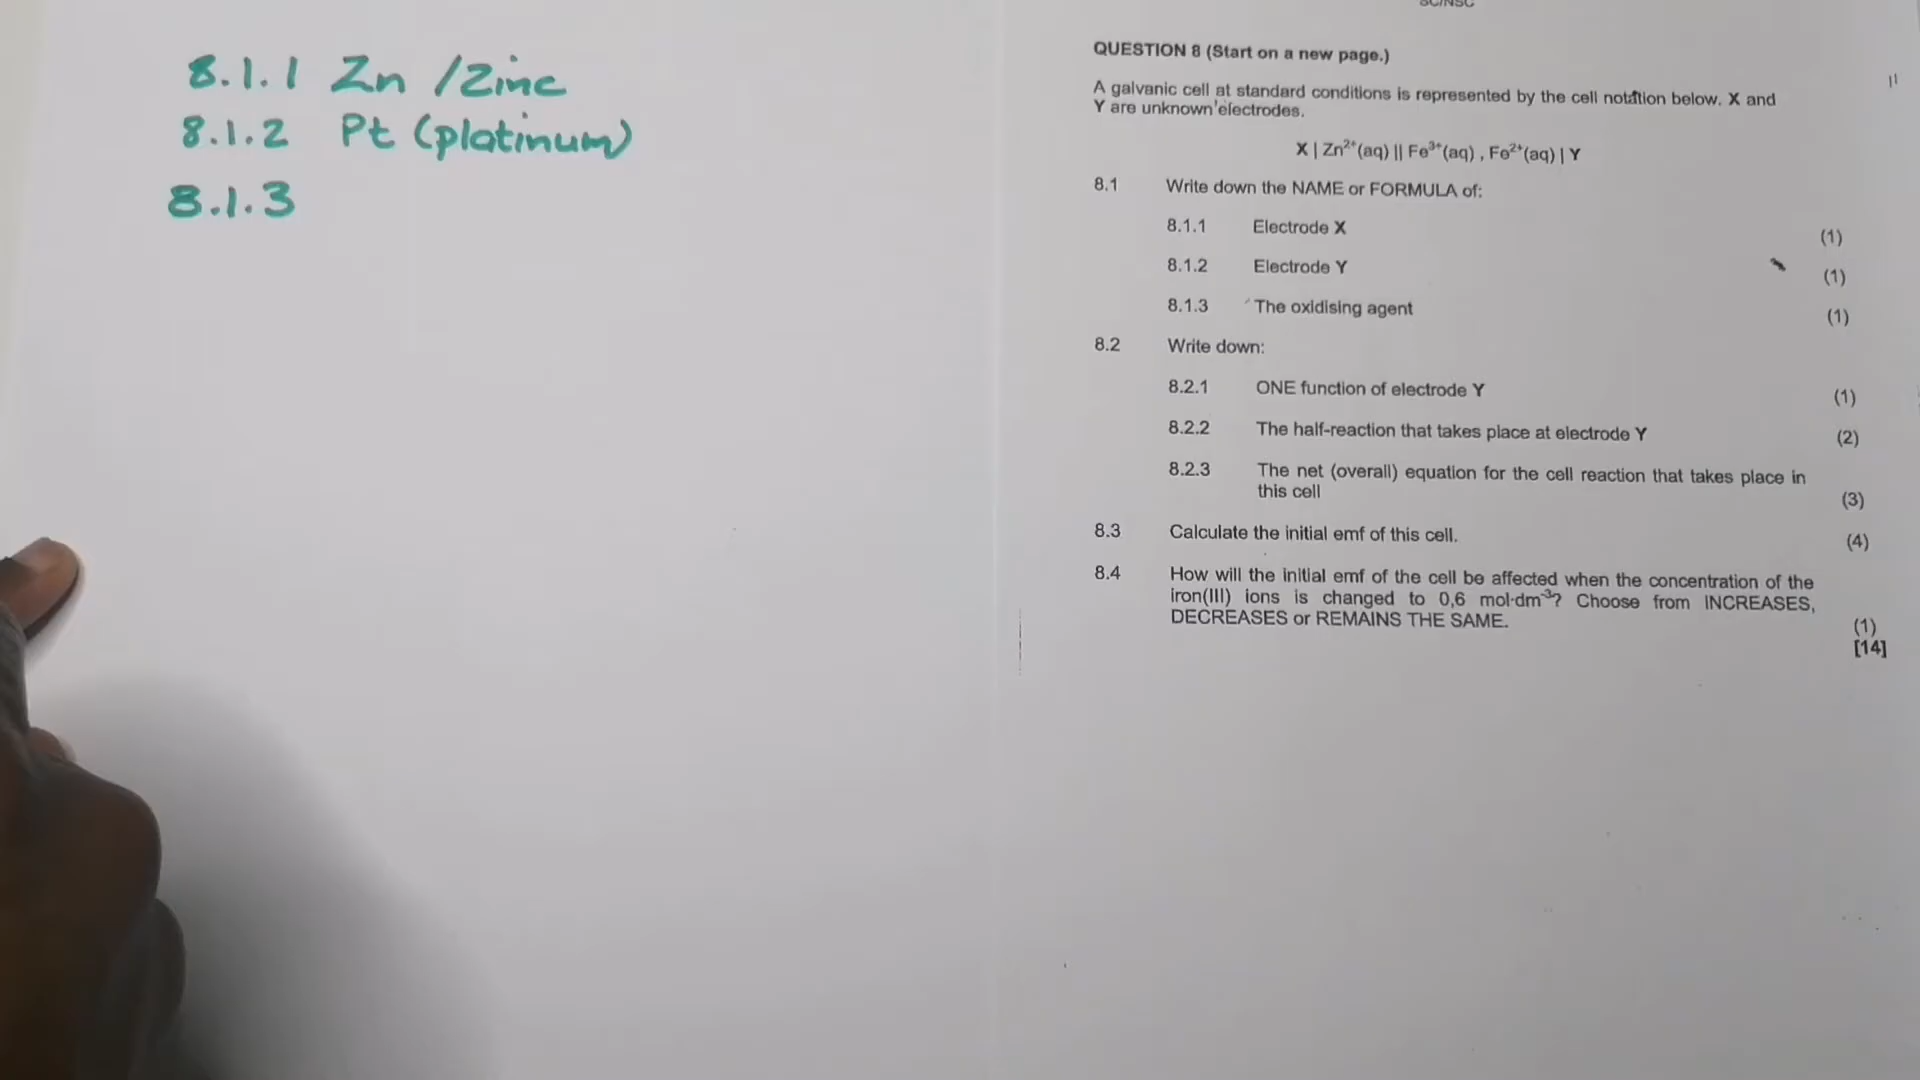 8.1.1 Zn /Zinc
8.1.2 Pt (platinum)
8.1.3
QUESTION 8 (Start on a new page.)
A galvanic cell at standard conditions is represented by the cell notation below. X and
Y are unknown electrodes.
X | Zn²⁺(aq) || Fe³⁺(aq) , Fe²⁺(aq) | Y
8.1 Write down the NAME or FORMULA of:
8.1.1 Electrode X (1)
8.1.2 Electrode Y (1)
8.1.3 The oxidising agent (1)
8.2 Write down:
8.2.1 ONE function of electrode Y (1)
8.2.2 The half-reaction that takes place at electrode Y (2)
8.2.3 The net (overall) equation for the cell reaction that takes place in
this cell (3)
8.3 Calculate the initial emf of this cell. (4)
8.4 How will the initial emf of the cell be affected when the concentration of the
iron(III) ions is changed to 0,6 mol·dm⁻³? Choose from INCREASES,
DECREASES or REMAINS THE SAME. (1)
[14]